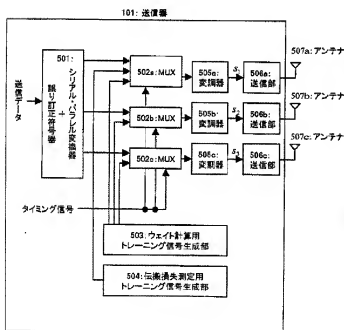 101: 送信器
送信データ
501:
シリアル・パラレル変換器
+
誤り訂正符号器
502a: MUX
505a: 変調器
S₁
506a: 送信部
507a: アンテナ
502b: MUX
505b: 変調器
506b: 送信部
507b: アンテナ
502c: MUX
505c: 変調器
S₃
506c: 送信部
507c: アンテナ
タイミング信号
503: ウェイト計算用
トレーニング信号生成部
504: 伝搬損失測定用
トレーニング信号生成部